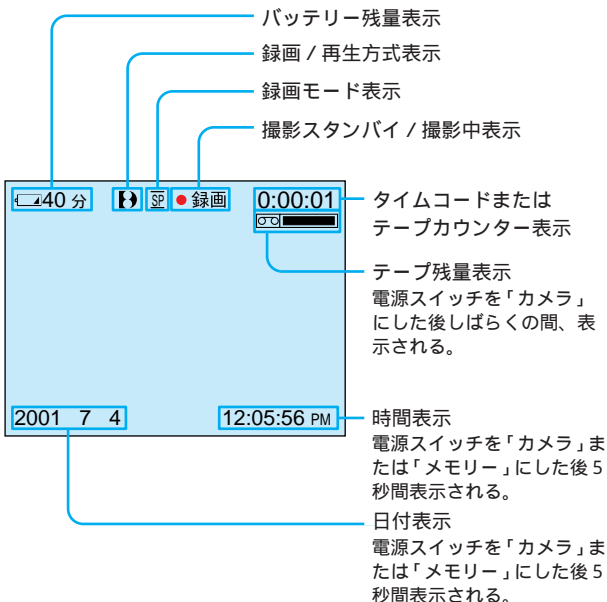 バッテリー残量表示
録画 / 再生方式表示
録画モード表示
撮影スタンバイ / 撮影中表示
40 分 SP ●録画 0:00:01
タイムコードまたは
テープカウンター表示
テープ残量表示
電源スイッチを「カメラ」
にした後しばらくの間、表
示される。
2001 7 4 12:05:56 PM
時間表示
電源スイッチを「カメラ」ま
たは「メモリー」にした後 5
秒間表示される。
日付表示
電源スイッチを「カメラ」ま
たは「メモリー」にした後 5
秒間表示される。